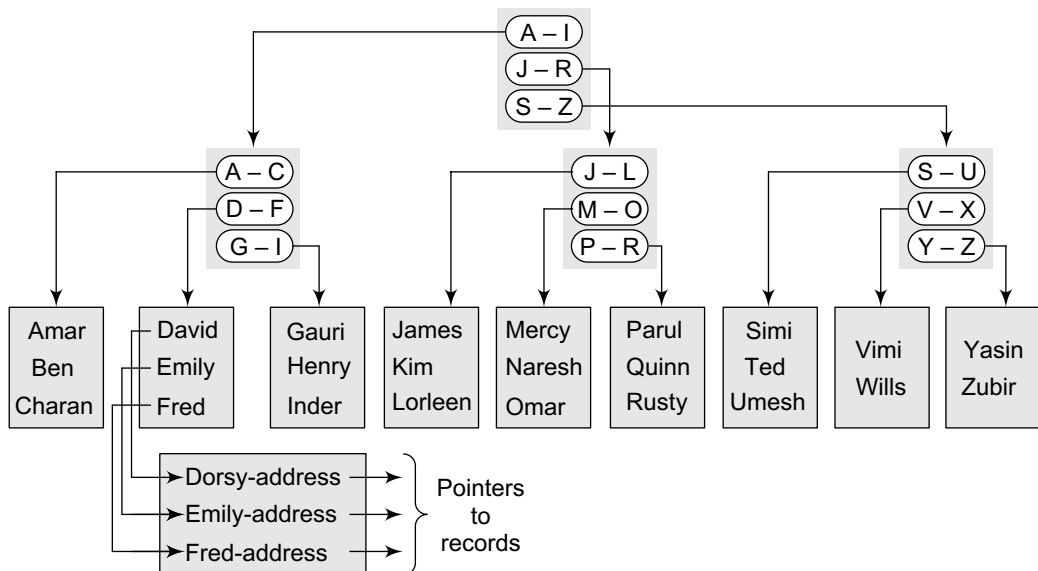 A – I
J – R
S – Z
A – C
D – F
G – I
J – L
M – O
P – R
S – U
V – X
Y – Z
Amar
Ben
Charan
David
Emily
Fred
Gauri
Henry
Inder
James
Kim
Lorleen
Mercy
Naresh
Omar
Parul
Quinn
Rusty
Simi
Ted
Umesh
Vimi
Wills
Yasin
Zubir
Dorsy-address
Emily-address
Fred-address
Pointers
to
records